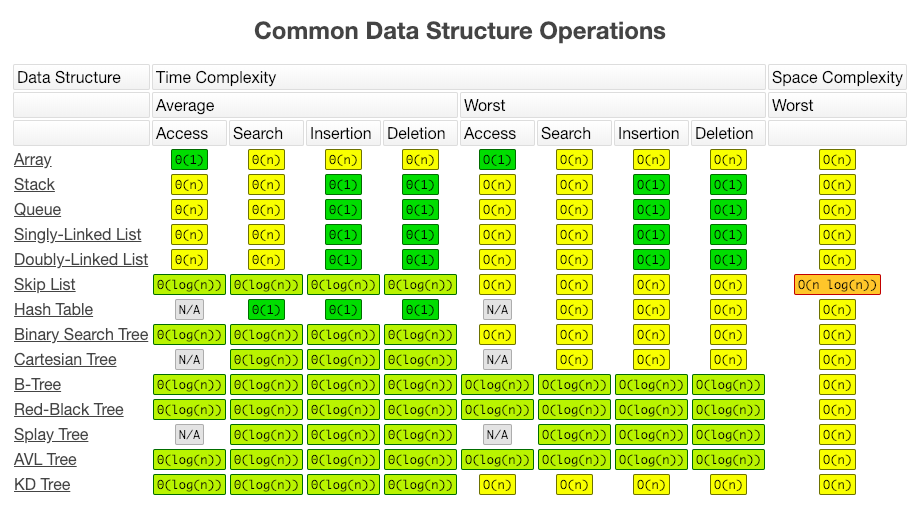 Common Data Structure Operations
Data Structure Time Complexity Space Complexity
Average Worst Worst
Access Search Insertion Deletion Access Search Insertion Deletion
Array Θ(1) Θ(n) Θ(n) Θ(n) O(1) O(n) O(n) O(n) O(n)
Stack Θ(n) Θ(n) Θ(1) Θ(1) O(n) O(n) O(1) O(1) O(n)
Queue Θ(n) Θ(n) Θ(1) Θ(1) O(n) O(n) O(1) O(1) O(n)
Singly-Linked List Θ(n) Θ(n) Θ(1) Θ(1) O(n) O(n) O(1) O(1) O(n)
Doubly-Linked List Θ(n) Θ(n) Θ(1) Θ(1) O(n) O(n) O(1) O(1) O(n)
Skip List Θ(log(n)) Θ(log(n)) Θ(log(n)) Θ(log(n)) O(n) O(n) O(n) O(n) O(n log(n))
Hash Table N/A Θ(1) Θ(1) Θ(1) N/A O(n) O(n) O(n) O(n)
Binary Search Tree Θ(log(n)) Θ(log(n)) Θ(log(n)) Θ(log(n)) O(n) O(n) O(n) O(n) O(n)
Cartesian Tree N/A Θ(log(n)) Θ(log(n)) Θ(log(n)) N/A O(n) O(n) O(n) O(n)
B-Tree Θ(log(n)) Θ(log(n)) Θ(log(n)) Θ(log(n)) O(log(n)) O(log(n)) O(log(n)) O(log(n)) O(n)
Red-Black Tree Θ(log(n)) Θ(log(n)) Θ(log(n)) Θ(log(n)) O(log(n)) O(log(n)) O(log(n)) O(log(n)) O(n)
Splay Tree N/A Θ(log(n)) Θ(log(n)) Θ(log(n)) N/A O(log(n)) O(log(n)) O(log(n)) O(n)
AVL Tree Θ(log(n)) Θ(log(n)) Θ(log(n)) Θ(log(n)) O(log(n)) O(log(n)) O(log(n)) O(log(n)) O(n)
KD Tree Θ(log(n)) Θ(log(n)) Θ(log(n)) Θ(log(n)) O(n) O(n) O(n) O(n) O(n)